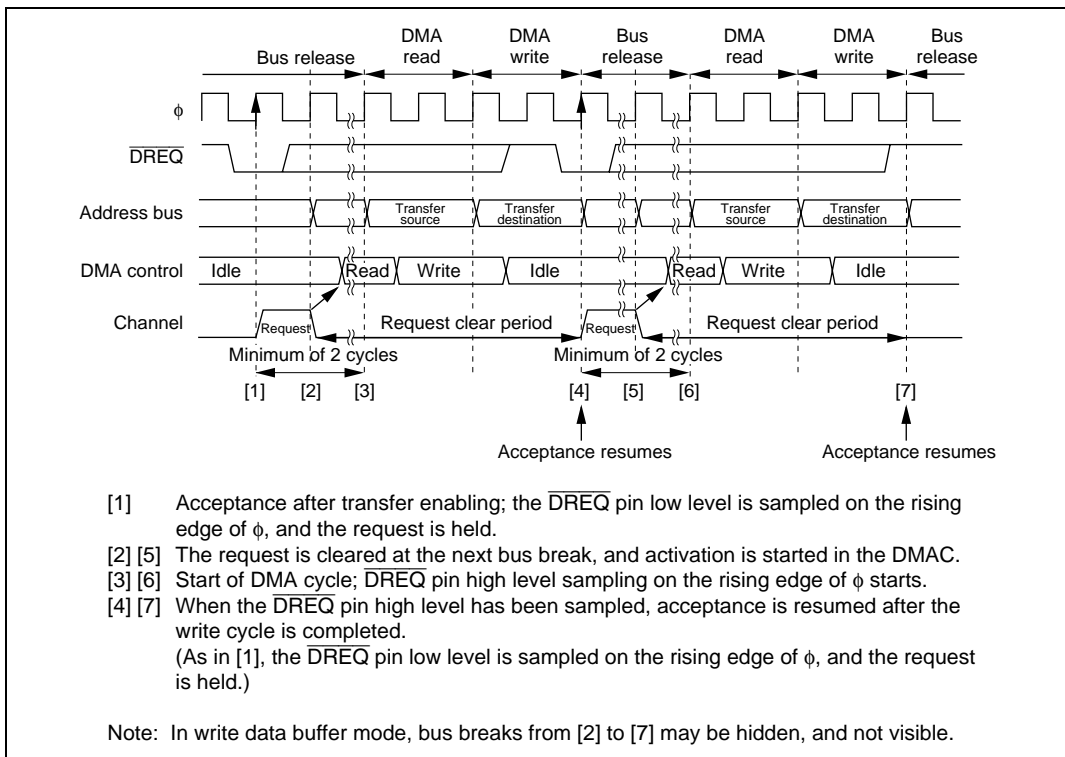 DMA DMA Bus DMA DMA Bus
Bus release read write release read write release
φ
DREQ
Address bus Transfer source Transfer destination Transfer source Transfer destination
DMA control Idle Read Write Idle Read Write Idle
Channel Request Request clear period Request Request clear period
Minimum of 2 cycles Minimum of 2 cycles
[1] [2] [3] [4] [5] [6] [7]
Acceptance resumes Acceptance resumes
[1] Acceptance after transfer enabling; the DREQ pin low level is sampled on the rising
edge of φ, and the request is held.
[2] [5] The request is cleared at the next bus break, and activation is started in the DMAC.
[3] [6] Start of DMA cycle; DREQ pin high level sampling on the rising edge of φ starts.
[4] [7] When the DREQ pin high level has been sampled, acceptance is resumed after the
write cycle is completed.
(As in [1], the DREQ pin low level is sampled on the rising edge of φ, and the request
is held.)
Note: In write data buffer mode, bus breaks from [2] to [7] may be hidden, and not visible.